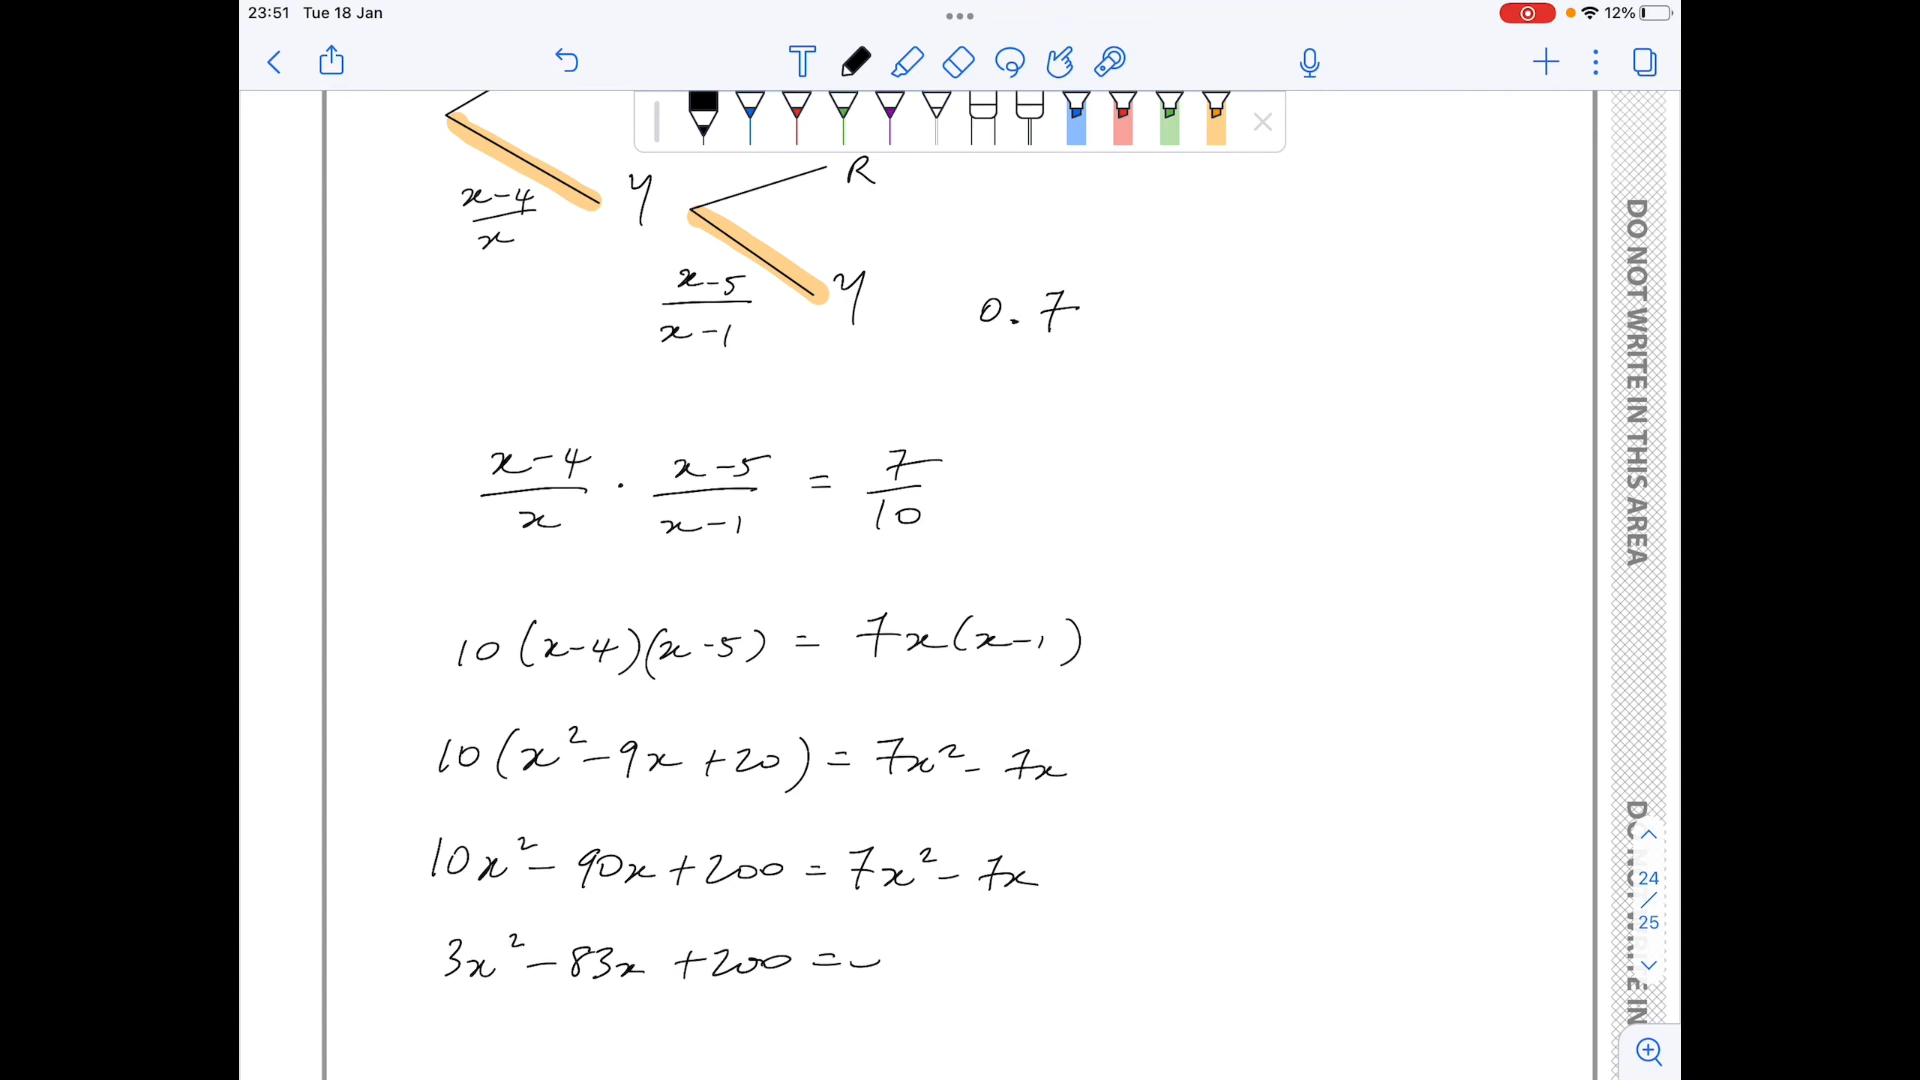 23:51 Tue 18 Jan
12%
R
x-4/x
y
x-5/x-1
y
0.7
x-4/x · x-5/x-1 = 7/10
10(x-4)(x-5) = 7x(x-1)
10(x²-9x+20) = 7x²-7x
10x²-90x+200 = 7x²-7x
3x²-83x+200 =
DO NOT WRITE IN THIS AREA
24
/
25